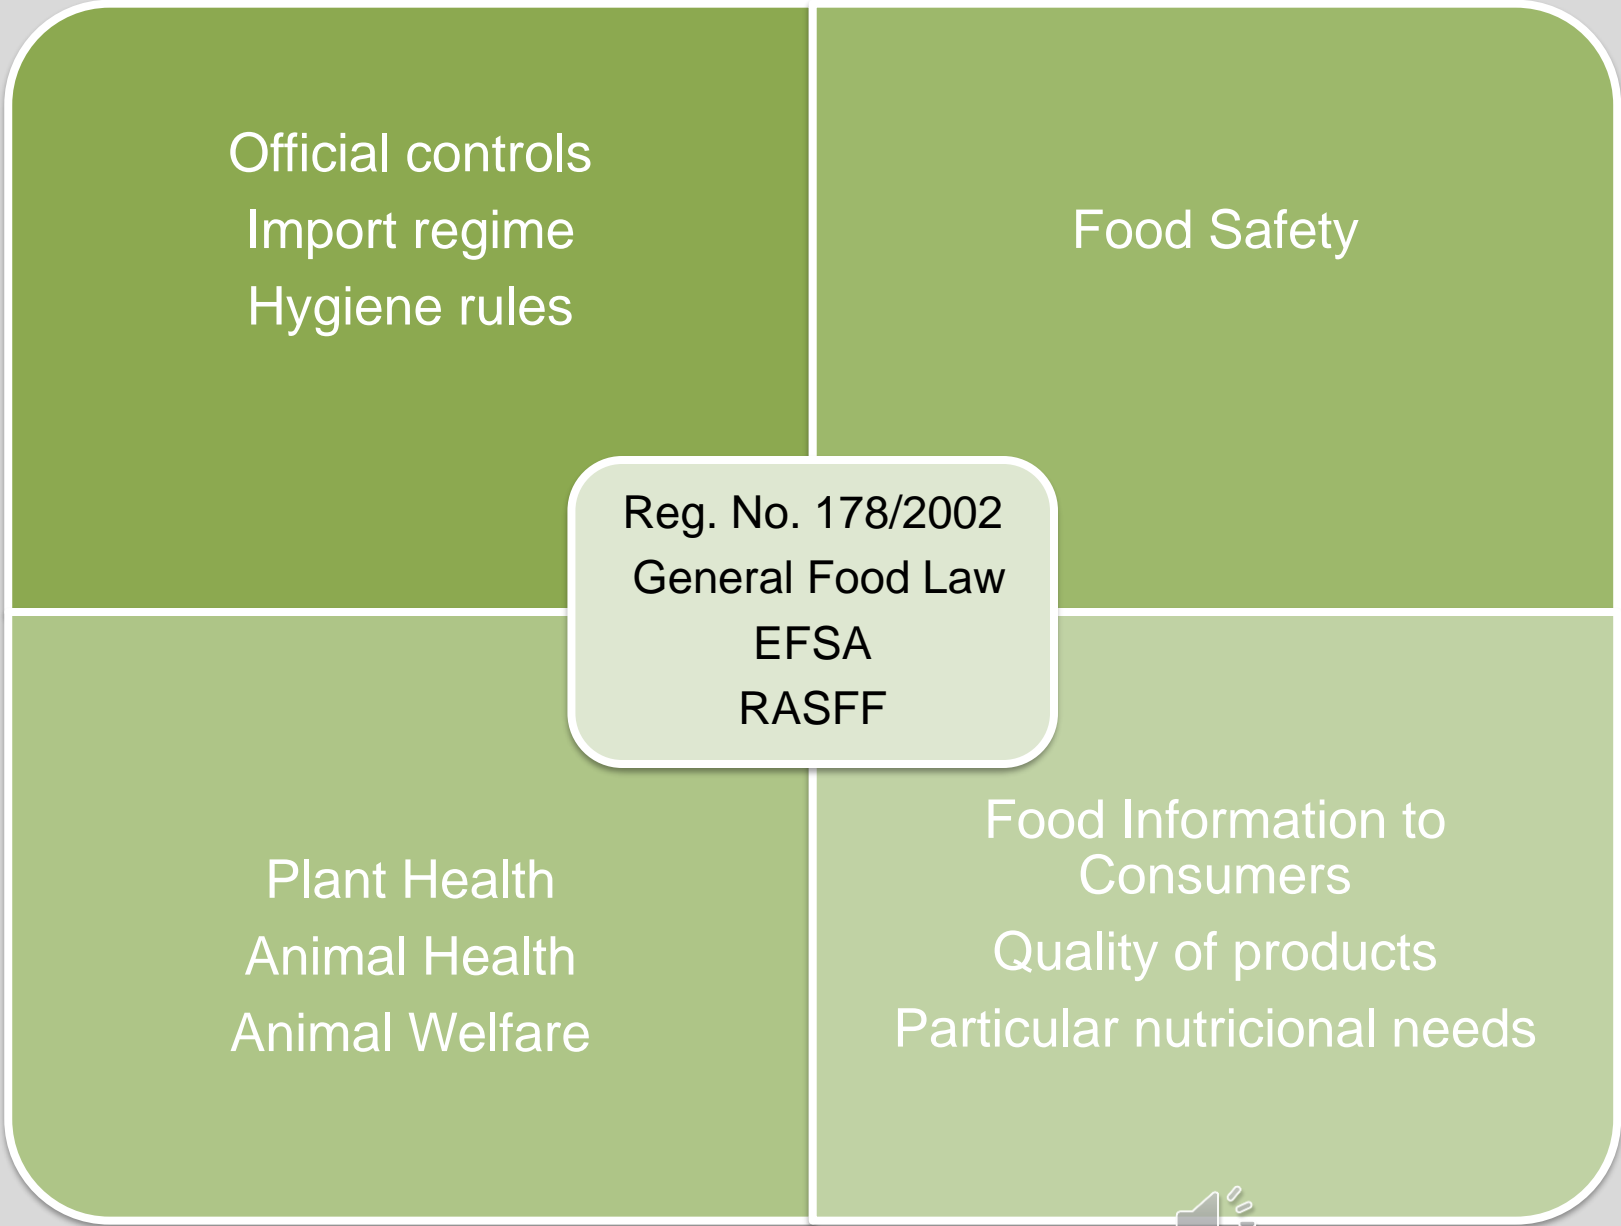 Official controls
Import regime
Hygiene rules
Food Safety
Reg. No. 178/2002
General Food Law
EFSA
RASFF
Plant Health
Animal Health
Animal Welfare
Food Information to
Consumers
Quality of products
Particular nutricional needs